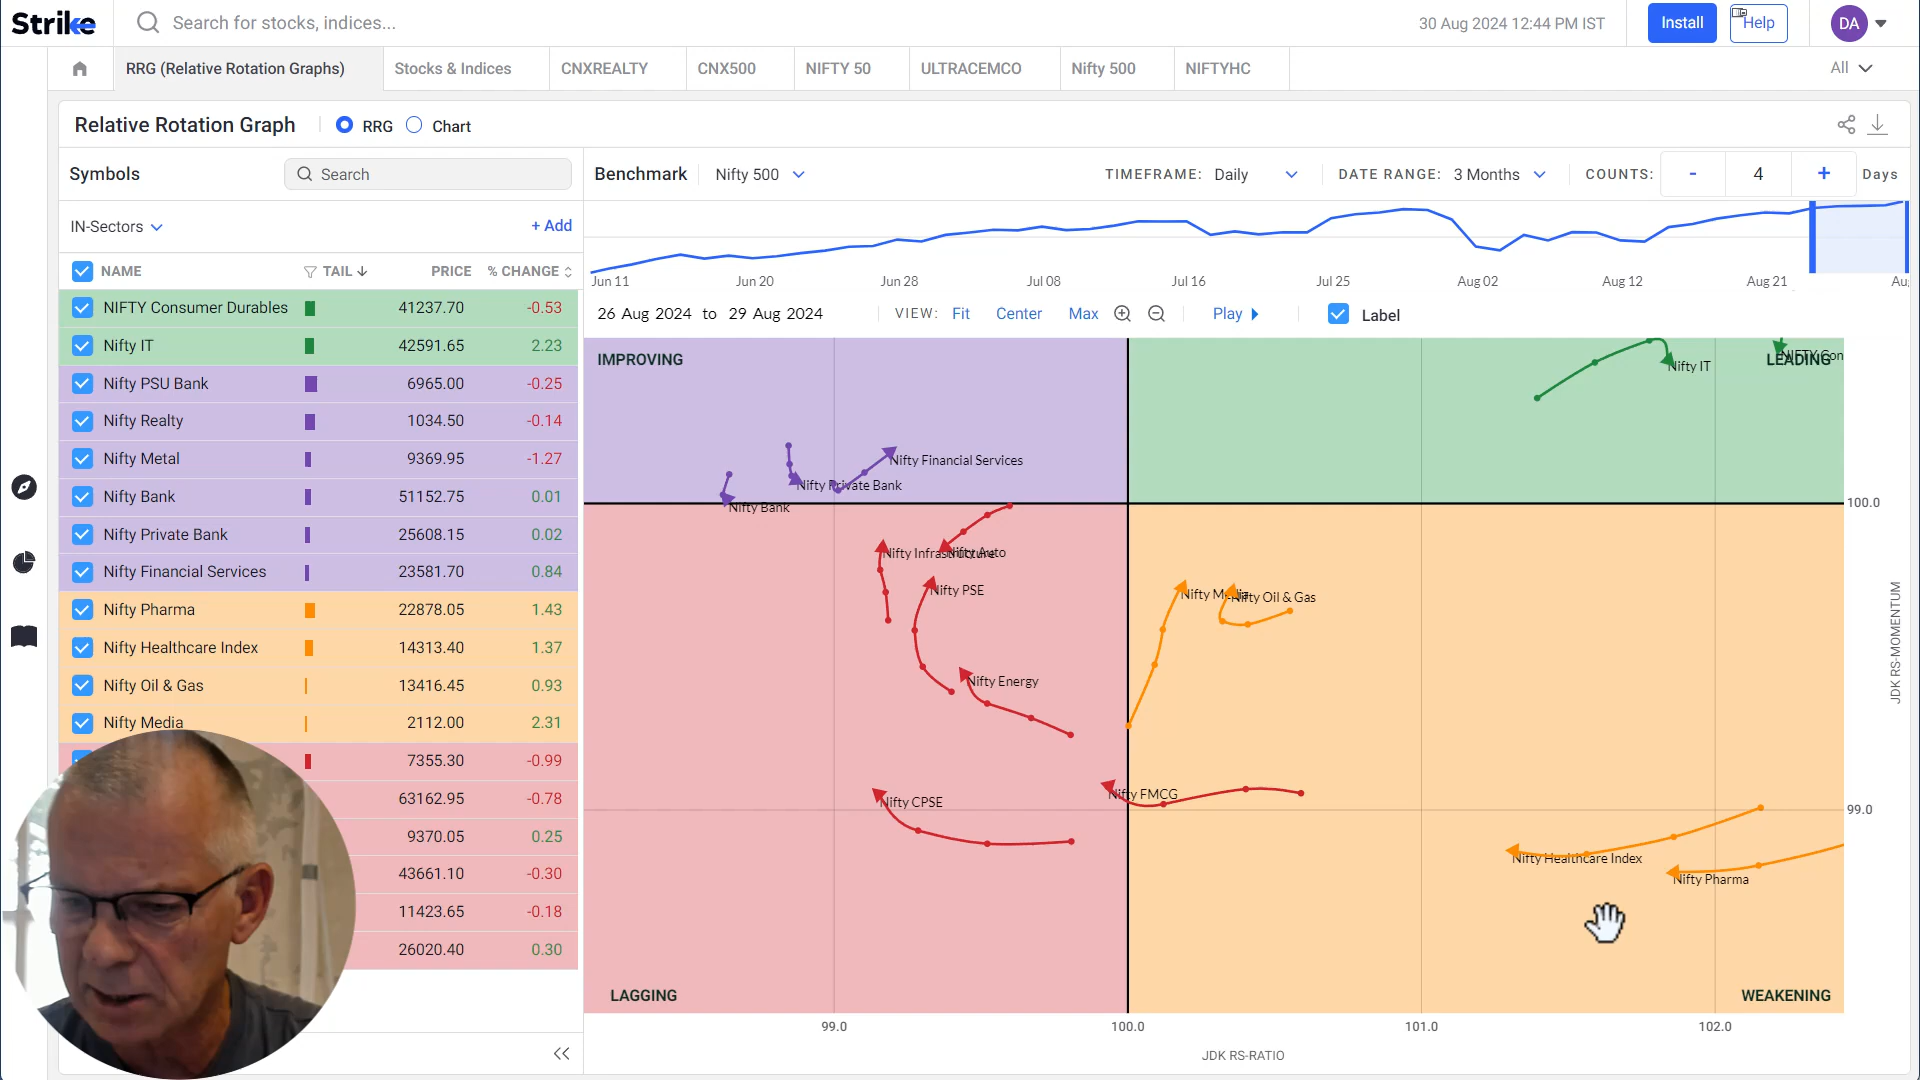 Strike
Search for stocks, indices...
30 Aug 2024 12:44 PM IST
Install
Help
DA
RRG (Relative Rotation Graphs)
Stocks & Indices
CNXREALTY
CNX500
NIFTY 50
ULTRACEMCO
Nifty 500
NIFTYHC
All
Relative Rotation Graph
RRG
Chart
Symbols
Search
Benchmark
Nifty 500
TIMEFRAME: Daily
DATE RANGE: 3 Months
COUNTS: - 4 + Days
IN-Sectors
+ Add
Jun 11
Jun 20
Jun 28
Jul 08
Jul 16
Jul 25
Aug 02
Aug 12
Aug 21
26 Aug 2024 to 29 Aug 2024
VIEW: Fit Center Max
Play
Label
NAME TAIL PRICE % CHANGE
NIFTY Consumer Durables 41237.70 -0.53
Nifty IT 42591.65 2.23
Nifty PSU Bank 6965.00 -0.25
Nifty Realty 1034.50 -0.14
Nifty Metal 9369.95 -1.27
Nifty Bank 51152.75 0.01
Nifty Private Bank 25608.15 0.02
Nifty Financial Services 23581.70 0.84
Nifty Pharma 22878.05 1.43
Nifty Healthcare Index 14313.40 1.37
Nifty Oil & Gas 13416.45 0.93
Nifty Media 2112.00 2.31
7355.30 -0.99
63162.95 -0.78
9370.05 0.25
43661.10 -0.30
11423.65 -0.18
26020.40 0.30
IMPROVING
LEADING
Nifty IT
Nifty Financial Services
Nifty Private Bank
Nifty Bank
100.0
Nifty Infrastructure
Nifty Auto
Nifty PSE
Nifty Media
Nifty Oil & Gas
Nifty Energy
Nifty CPSE
Nifty FMCG
99.0
Nifty Healthcare Index
Nifty Pharma
LAGGING
WEAKENING
99.0
100.0
101.0
102.0
JDK RS-RATIO
JDK RS-MOMENTUM